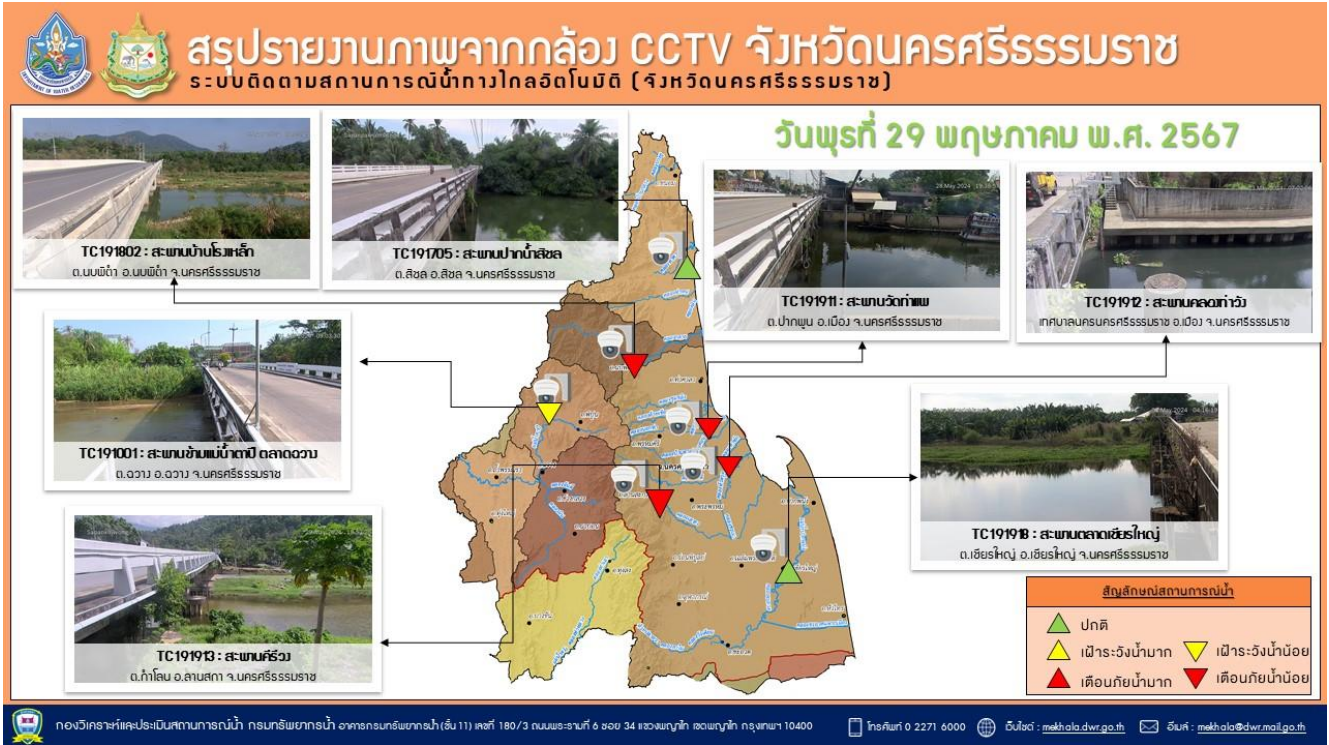 สรุปรายงานภาพจากกล้อง CCTV จังหวัดนครศรีธรรมราช
ระบบติดตามสถานการณ์น้ำทางไกลอัตโนมัติ (จังหวัดนครศรีธรรมราช)
วันพุธที่ 29 พฤษภาคม พ.ศ. 2567
TC191802 : สะพานบ้านโรงเหล็ก
ต.นบพิตำ อ.นบพิตำ จ.นครศรีธรรมราช
TC191705 : สะพานปากน้ำสิชล
ต.สิชล อ.สิชล จ.นครศรีธรรมราช
TC191911 : สะพานวัดท่าแพ
ต.ปากพูน อ.เมือง จ.นครศรีธรรมราช
TC191912 : สะพานคลองท่าวัง
เทศบาลนครนครศรีธรรมราช อ.เมือง จ.นครศรีธรรมราช
TC191001 : สะพานข้ามแม่น้ำตาปี ตลาดฉวาง
ต.ฉวาง อ.ฉวาง จ.นครศรีธรรมราช
TC191918 : สะพานตลาดเชียรใหญ่
ต.เชียรใหญ่ อ.เชียรใหญ่ จ.นครศรีธรรมราช
TC191913 : สะพานคีรีวง
ต.กำโลน อ.ลานสกา จ.นครศรีธรรมราช
สัญลักษณ์สถานการณ์น้ำ
ปกติ
เฝ้าระวังน้ำมาก
เฝ้าระวังน้ำน้อย
เตือนภัยน้ำมาก
เตือนภัยน้ำน้อย
กองวิเคราะห์และประเมินสถานการณ์น้ำ กรมทรัพยากรน้ำ อาคารกรมทรัพยากรน้ำ (ชั้น 11) เลขที่ 180/3 ถนนพระรามที่ 6 ซอย 34 แขวงพญาไท เขตพญาไท กรุงเทพฯ 10400
โทรศัพท์ 0 2271 6000
เว็บไซต์ : mekhala.dwr.go.th
อีเมล์ : mekhala@dwr.mail.go.th